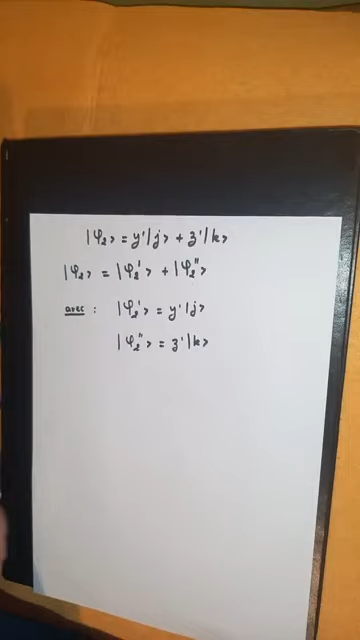 |φ₂> = y'|j> + z'|k>
|φ₂> = |φ₂'> + |φ₂">
avec : |φ₂'> = y'|j>
|φ₂"> = z'|k>